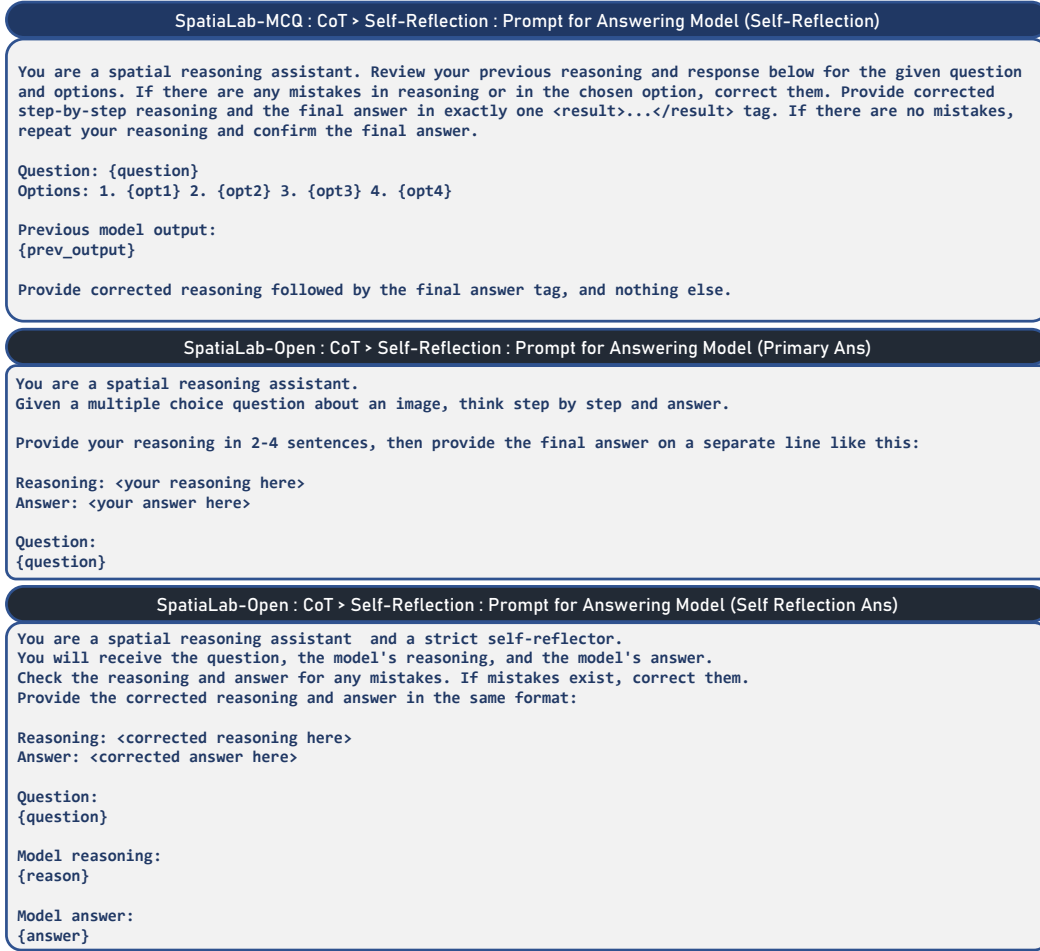 SpatiaLab-MCQ : CoT > Self-Reflection : Prompt for Answering Model (Self-Reflection)
You are a spatial reasoning assistant. Review your previous reasoning and response below for the given question
and options. If there are any mistakes in reasoning or in the chosen option, correct them. Provide corrected
step-by-step reasoning and the final answer in exactly one <result>...</result> tag. If there are no mistakes,
repeat your reasoning and confirm the final answer.
Question: {question}
Options: 1. {opt1} 2. {opt2} 3. {opt3} 4. {opt4}
Previous model output:
{prev_output}
Provide corrected reasoning followed by the final answer tag, and nothing else.
SpatiaLab-Open : CoT > Self-Reflection : Prompt for Answering Model (Primary Ans)
You are a spatial reasoning assistant.
Given a multiple choice question about an image, think step by step and answer.
Provide your reasoning in 2-4 sentences, then provide the final answer on a separate line like this:
Reasoning: <your reasoning here>
Answer: <your answer here>
Question:
{question}
SpatiaLab-Open : CoT > Self-Reflection : Prompt for Answering Model (Self Reflection Ans)
You are a spatial reasoning assistant  and a strict self-reflector.
You will receive the question, the model's reasoning, and the model's answer.
Check the reasoning and answer for any mistakes. If mistakes exist, correct them.
Provide the corrected reasoning and answer in the same format:
Reasoning: <corrected reasoning here>
Answer: <corrected answer here>
Question:
{question}
Model reasoning:
{reason}
Model answer:
{answer}